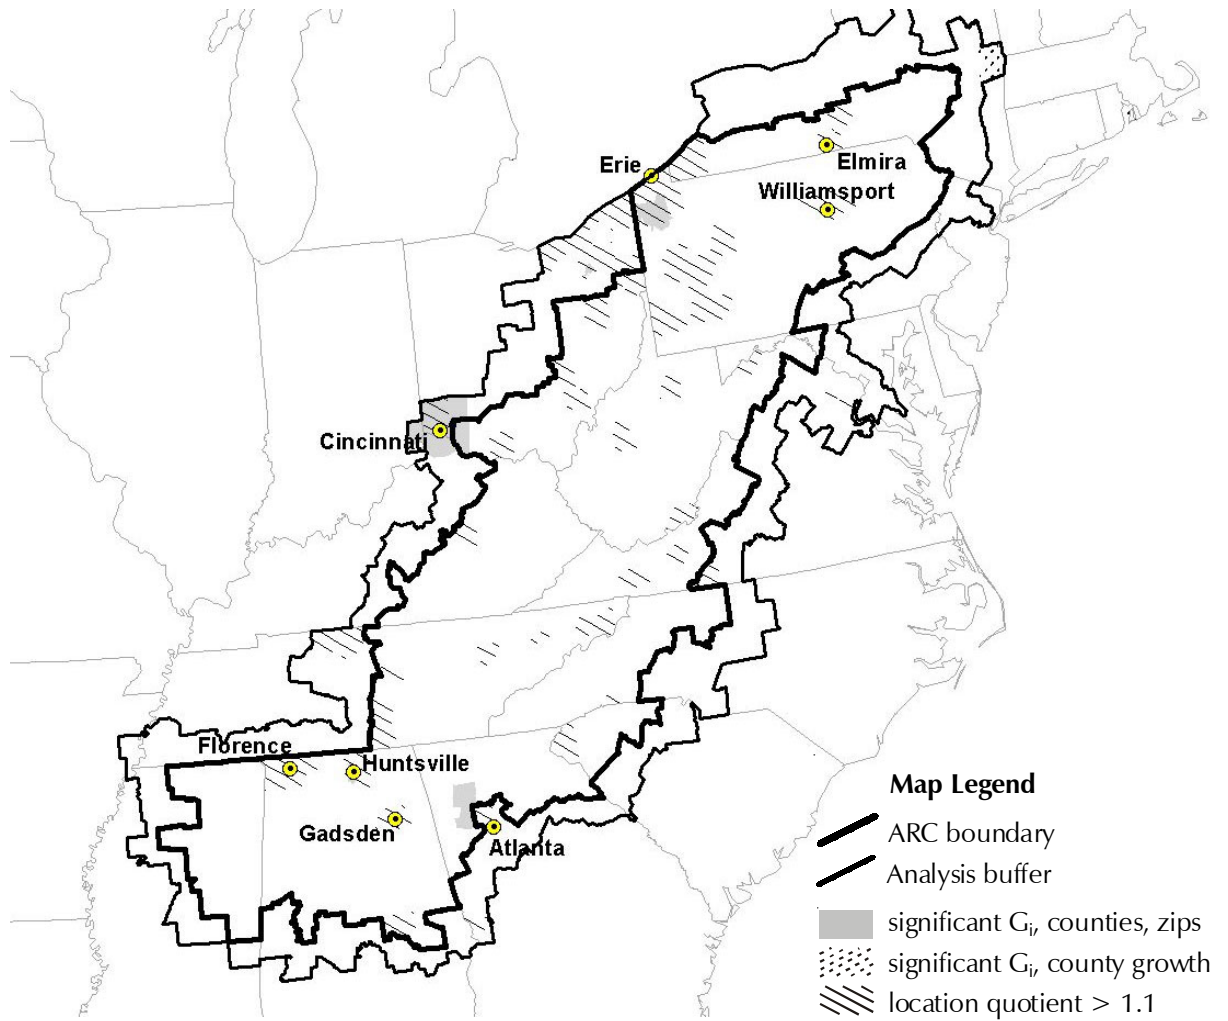 Erie
Elmira
Williamsport
Cincinnati
Florence
Huntsville
Gadsden
Atlanta
Map Legend
ARC boundary
Analysis buffer
significant Gᵢ, counties, zips
significant Gᵢ, county growth
location quotient > 1.1